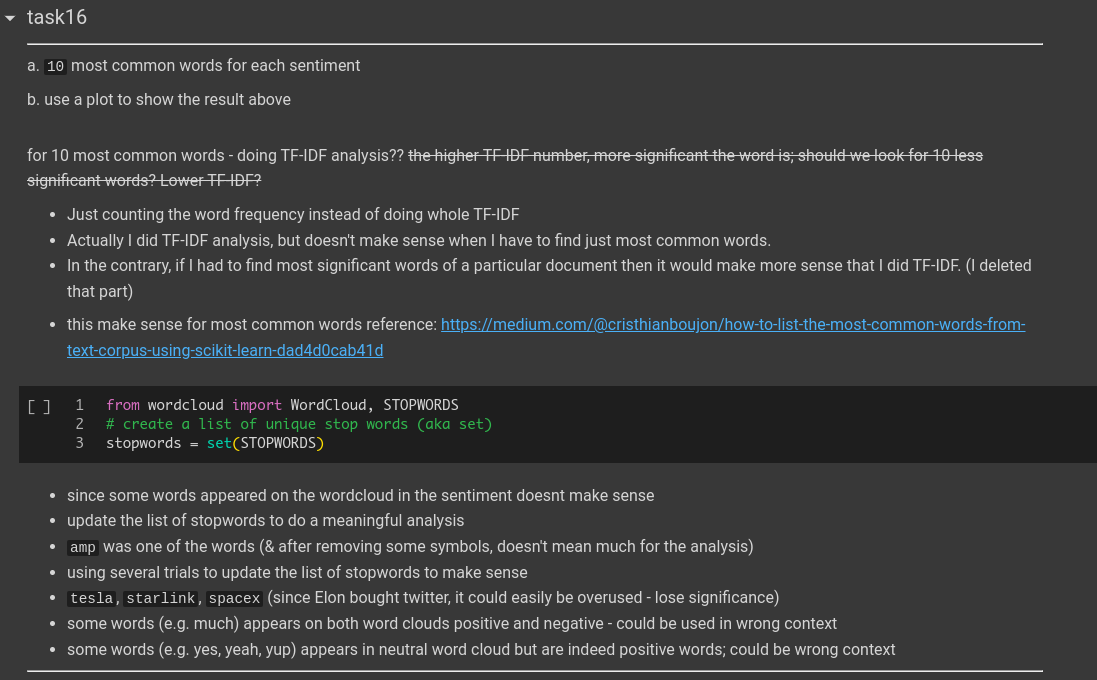 task16
a. 10 most common words for each sentiment
b. use a plot to show the result above
for 10 most common words - doing TF-IDF analysis?? the higher TF-IDF number, more significant the word is; should we look for 10 less
significant words? Lower TF-IDF?
• Just counting the word frequency instead of doing whole TF-IDF
• Actually I did TF-IDF analysis, but doesn't make sense when I have to find just most common words.
• In the contrary, if I had to find most significant words of a particular document then it would make more sense that I did TF-IDF. (I deleted
that part)
• this make sense for most common words reference: https://medium.com/@cristhianboujon/how-to-list-the-most-common-words-from-
text-corpus-using-scikit-learn-dad4d0cab41d
[ ] 1 from wordcloud import WordCloud, STOPWORDS
2 # create a list of unique stop words (aka set)
3 stopwords = set(STOPWORDS)
• since some words appeared on the wordcloud in the sentiment doesnt make sense
• update the list of stopwords to do a meaningful analysis
• amp was one of the words (& after removing some symbols, doesn't mean much for the analysis)
• using several trials to update the list of stopwords to make sense
• tesla, starlink, spacex (since Elon bought twitter, it could easily be overused - lose significance)
• some words (e.g. much) appears on both word clouds positive and negative - could be used in wrong context
• some words (e.g. yes, yeah, yup) appears in neutral word cloud but are indeed positive words; could be wrong context